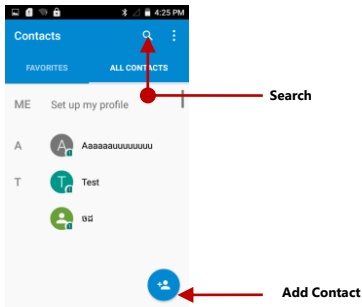 4:25 PM
Contacts
FAVORITES
ALL CONTACTS
Search
ME Set up my profile
A A Aaaaaauuuuuuuu
T T Test
Add Contact